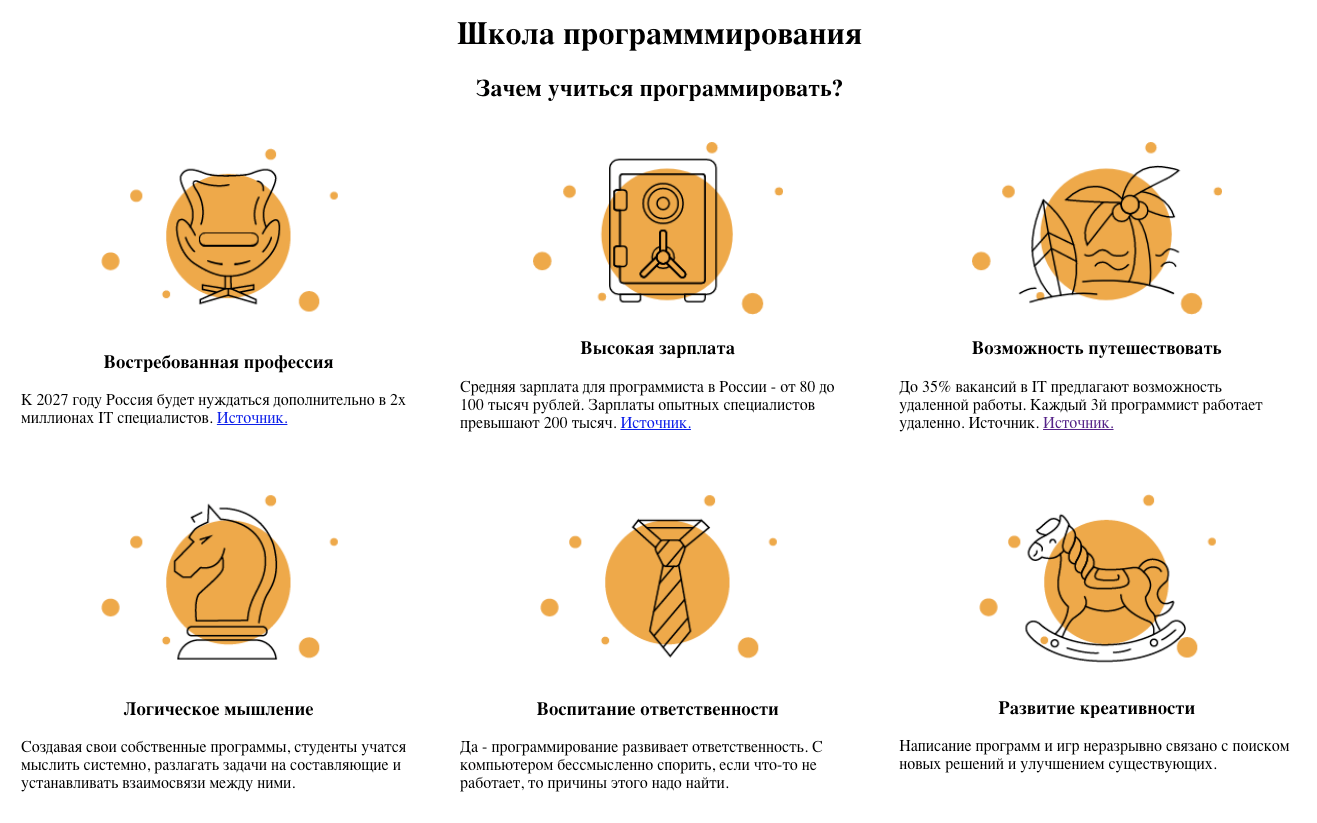 Школа программмирования
Зачем учиться программировать?
Востребованная профессия
К 2027 году Россия будет нуждаться дополнительно в 2х
миллионах IT специалистов. Источник.
Высокая зарплата
Средняя зарплата для программиста в России - от 80 до
100 тысяч рублей. Зарплаты опытных специалистов
превышают 200 тысяч. Источник.
Возможность путешествовать
До 35% вакансий в IT предлагают возможность
удаленной работы. Каждый 3й программист работает
удаленно. Источник. Источник.
Логическое мышление
Создавая свои собственные программы, студенты учатся
мыслить системно, разлагать задачи на составляющие и
устанавливать взаимосвязи между ними.
Воспитание ответственности
Да - программирование развивает ответственность. С
компьютером бессмысленно спорить, если что-то не
работает, то причины этого надо найти.
Развитие креативности
Написание программ и игр неразрывно связано с поиском
новых решений и улучшением существующих.